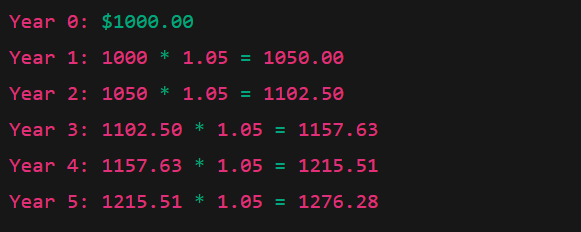 Year 0: $1000.00
Year 1: 1000 * 1.05 = 1050.00
Year 2: 1050 * 1.05 = 1102.50
Year 3: 1102.50 * 1.05 = 1157.63
Year 4: 1157.63 * 1.05 = 1215.51
Year 5: 1215.51 * 1.05 = 1276.28